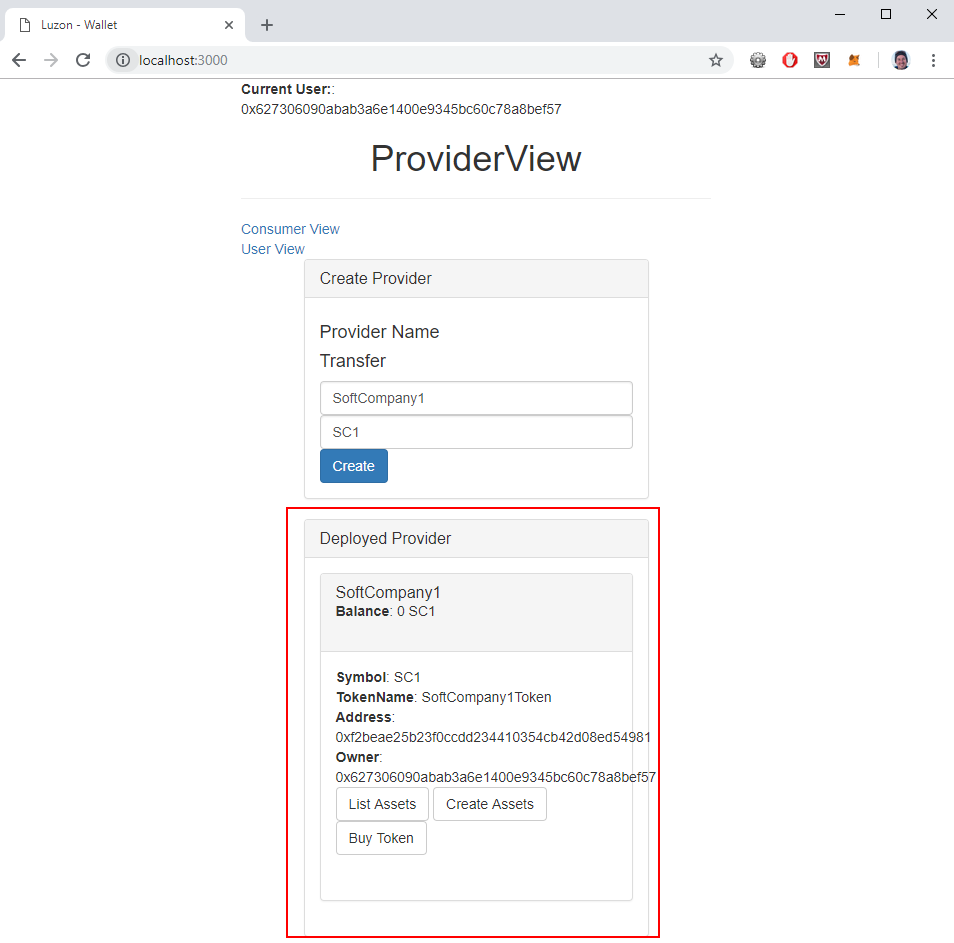 Luzon - Wallet
localhost:3000
Current User::
0x627306090abab3a6e1400e9345bc60c78a8bef57
ProviderView
Consumer View
User View
Create Provider
Provider Name
Transfer
SoftCompany1
SC1
Create
Deployed Provider
SoftCompany1
Balance: 0 SC1
Symbol: SC1
TokenName: SoftCompany1Token
Address:
0xf2beae25b23f0ccdd234410354cb42d08ed54981
Owner:
0x627306090abab3a6e1400e9345bc60c78a8bef57
List Assets Create Assets
Buy Token